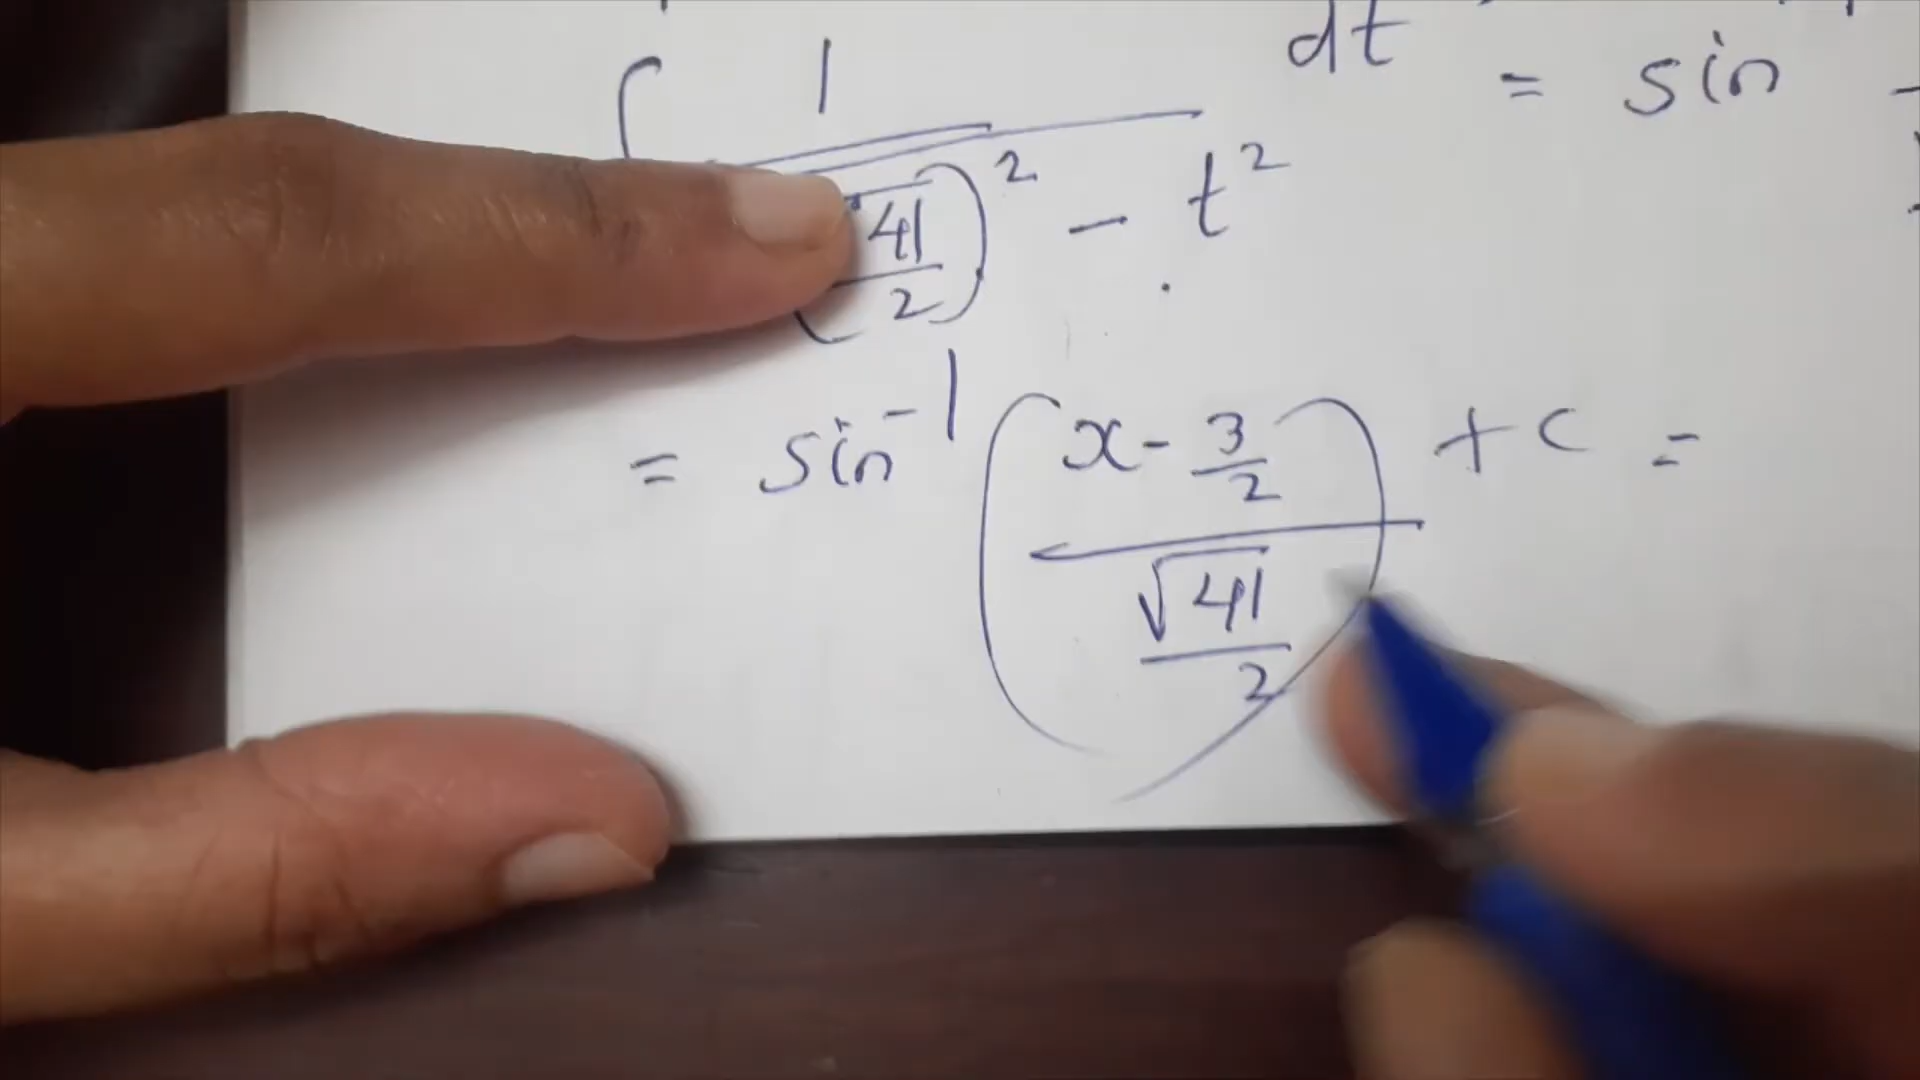 ∫ 1 / √((√41/2)² - t²) dt = sin
= sin⁻¹ ((x - 3/2) / (√41/2)) + c =